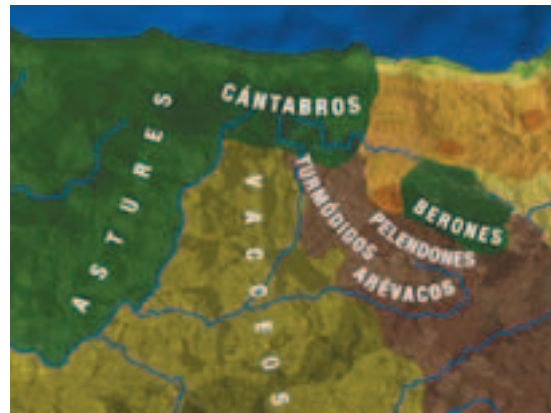 CÁNTABROS
ASTURES
VACCEOS
TURMÓDIGOS
BERONES
PELENDONES
ARÉVACOS